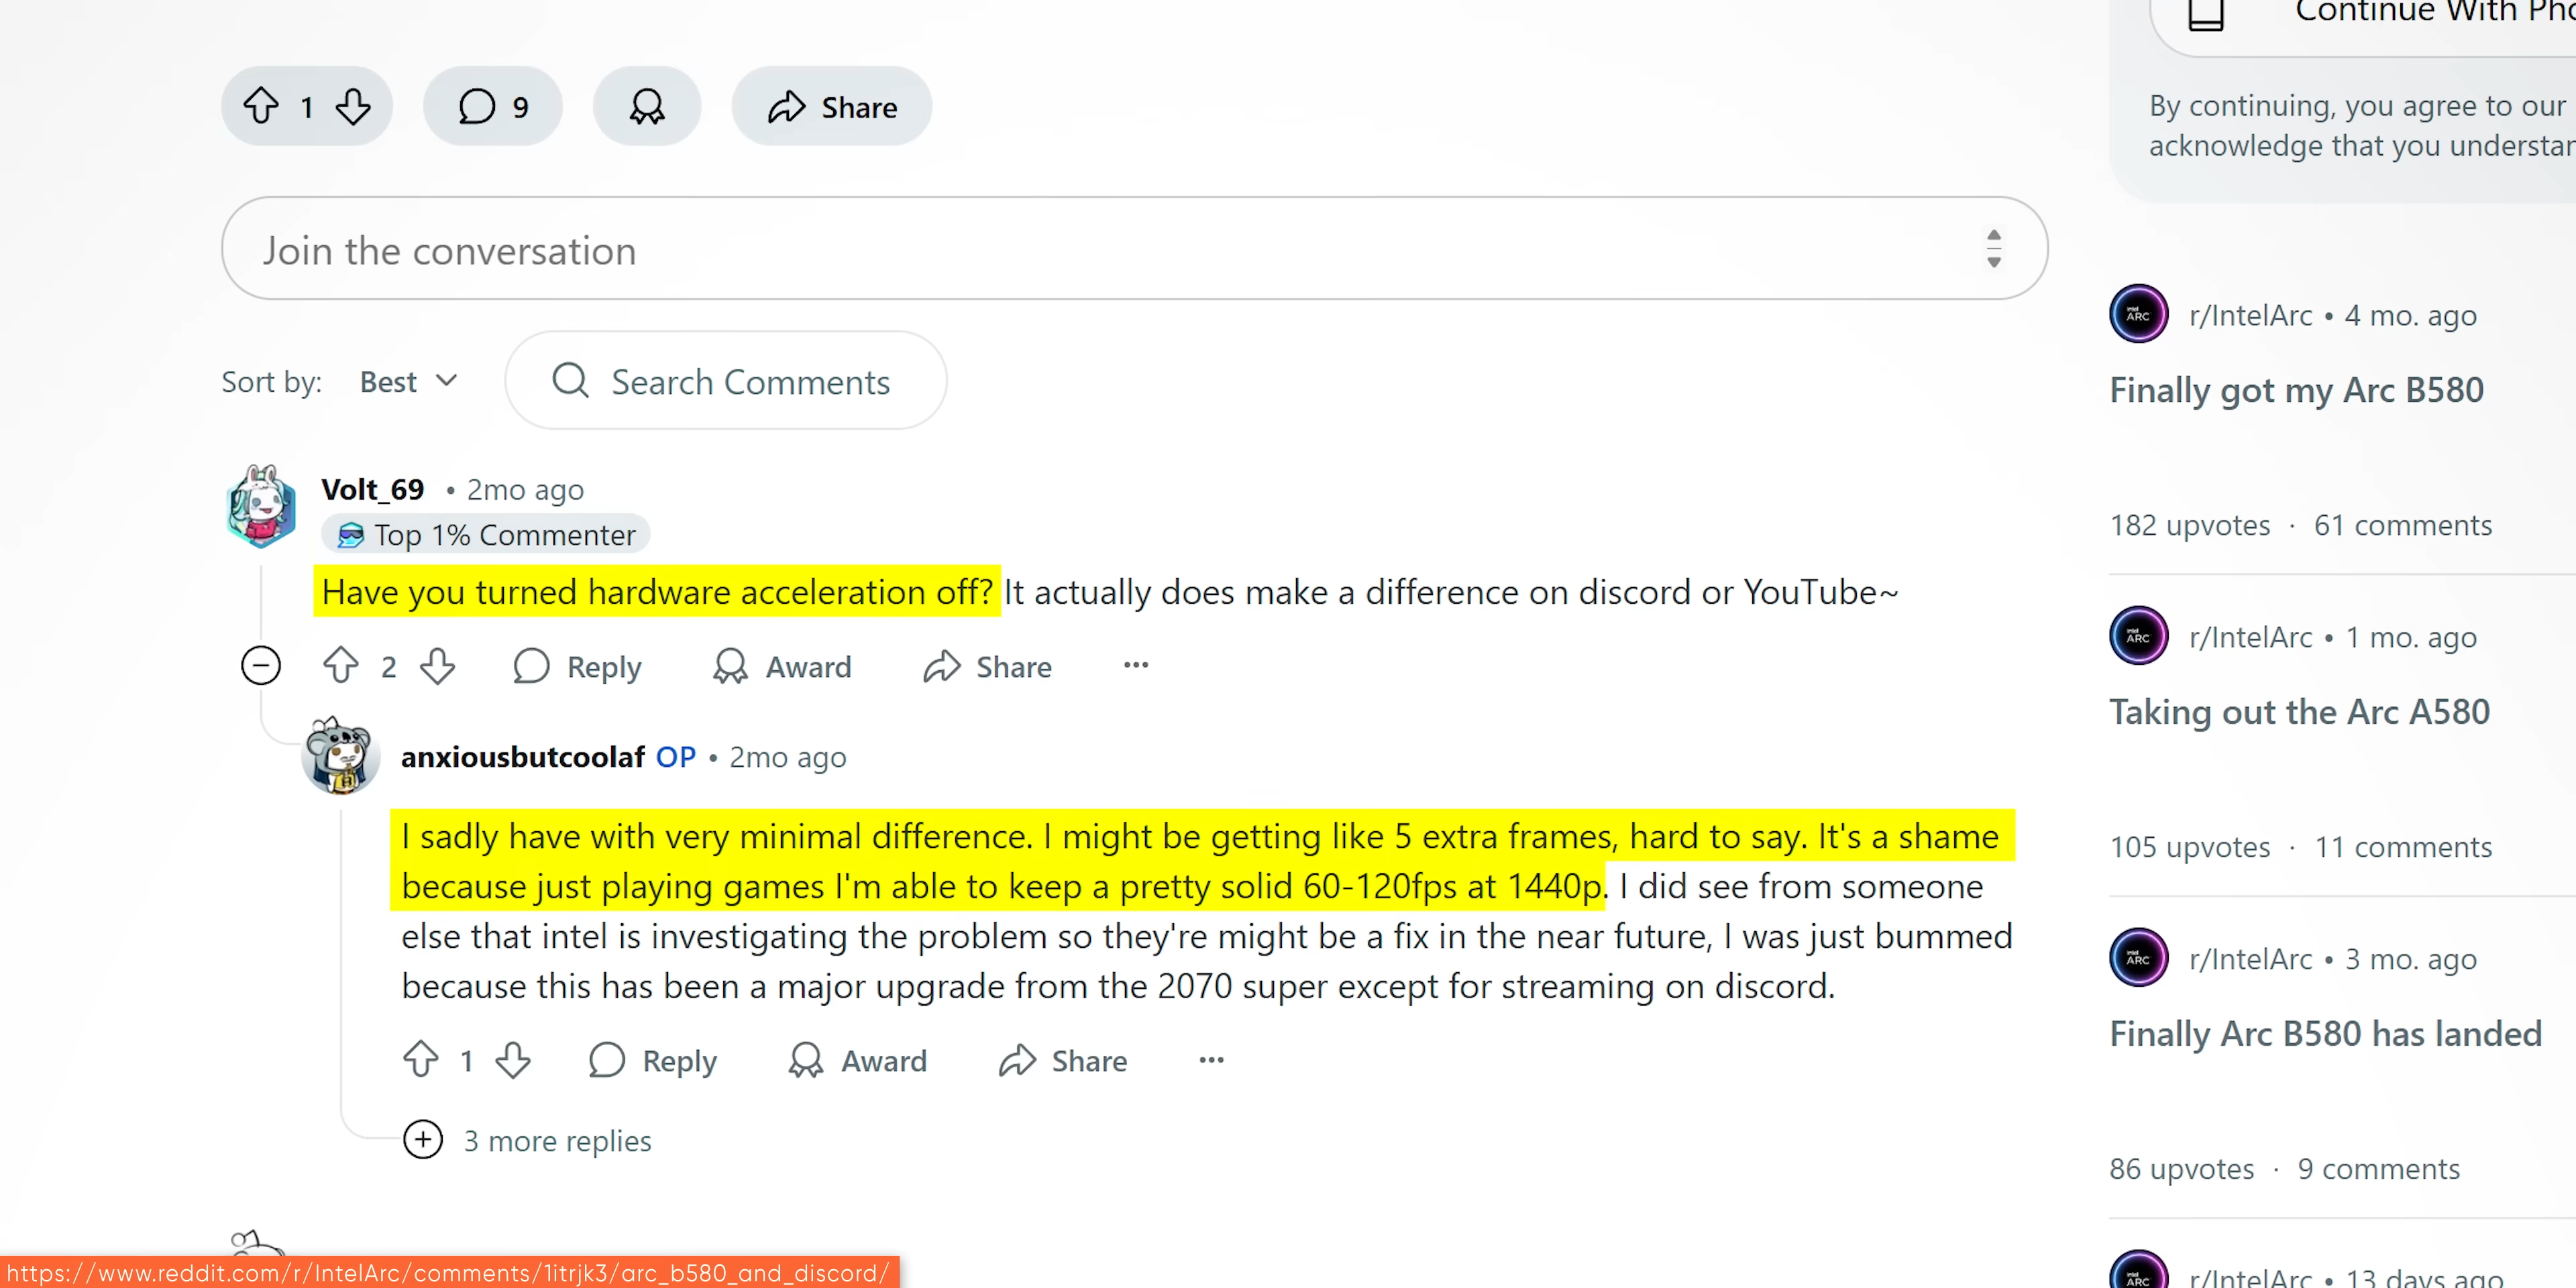 Continue With
By continuing, you agree to our
acknowledge that you
1
9
Share
Join the conversation
Sort by: Best
Search Comments
Volt_69 • 2mo ago
Top 1% Commenter
Have you turned hardware acceleration off? It actually does make a difference on discord or YouTube~
2
Reply
Award
Share
anxiousbutcoolaf OP • 2mo ago
I sadly have with very minimal difference. I might be getting like 5 extra frames, hard to say. It's a shame
because just playing games I'm able to keep a pretty solid 60-120fps at 1440p. I did see from someone
else that intel is investigating the problem so they're might be a fix in the near future, I was just bummed
because this has been a major upgrade from the 2070 super except for streaming on discord.
1
Reply
Award
Share
3 more replies
intel ARC
r/IntelArc • 4 mo. ago
Finally got my Arc B580
182 upvotes · 61 comments
intel ARC
r/IntelArc • 1 mo. ago
Taking out the Arc A580
105 upvotes · 11 comments
intel ARC
r/IntelArc • 3 mo. ago
Finally Arc B580 has landed
86 upvotes · 9 comments
intel ARC
r/IntelArc • 13 days ago
https://www.reddit.com/r/IntelArc/comments/1itrjk3/arc_b580_and_discord/